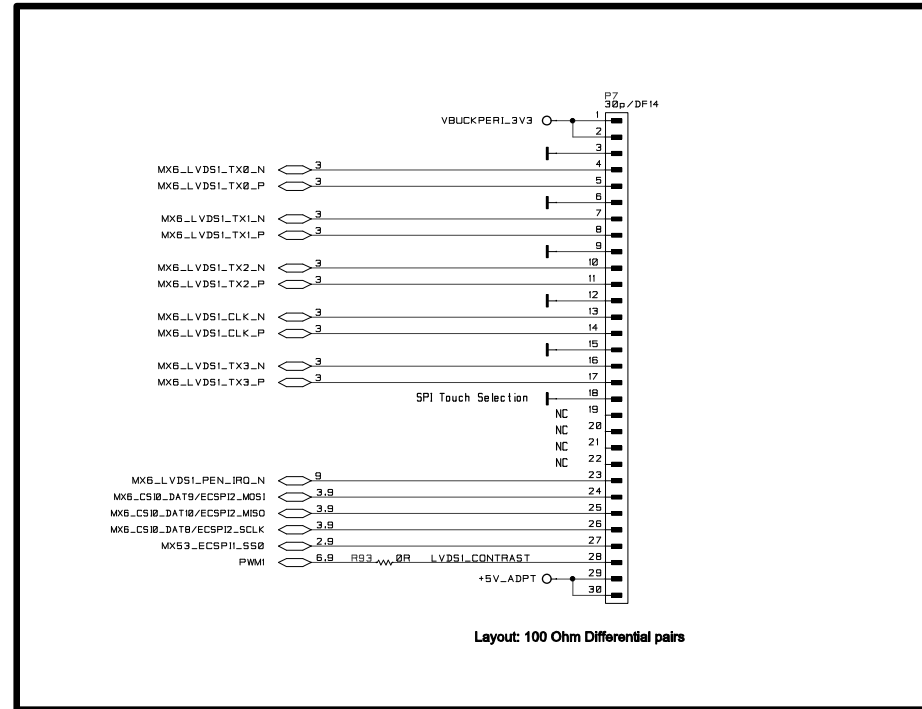 P7
30p/DF14
VBUCKPERI_3V3 1
2
3
MX6_LVDS1_TX0_N 3 4
MX6_LVDS1_TX0_P 3 5
6
MX6_LVDS1_TX1_N 3 7
MX6_LVDS1_TX1_P 3 8
9
MX6_LVDS1_TX2_N 3 10
MX6_LVDS1_TX2_P 3 11
12
MX6_LVDS1_CLK_N 3 13
MX6_LVDS1_CLK_P 3 14
15
MX6_LVDS1_TX3_N 3 16
MX6_LVDS1_TX3_P 3 17
SPI Touch Selection 18
NC 19
NC 20
NC 21
NC 22
MX6_LVDS1_PEN_IRQ_N 9 23
MX6_CSI0_DAT9/ECSPI2_MOSI 3,9 24
MX6_CSI0_DAT10/ECSPI2_MISO 3,9 25
MX6_CSI0_DAT8/ECSPI2_SCLK 3,9 26
MX53_ECSPI1_SS0 2,9 27
PWM1 6,9 R93 0R LVDS1_CONTRAST 28
+5V_ADPT 29
30
Layout: 100 Ohm Differential pairs